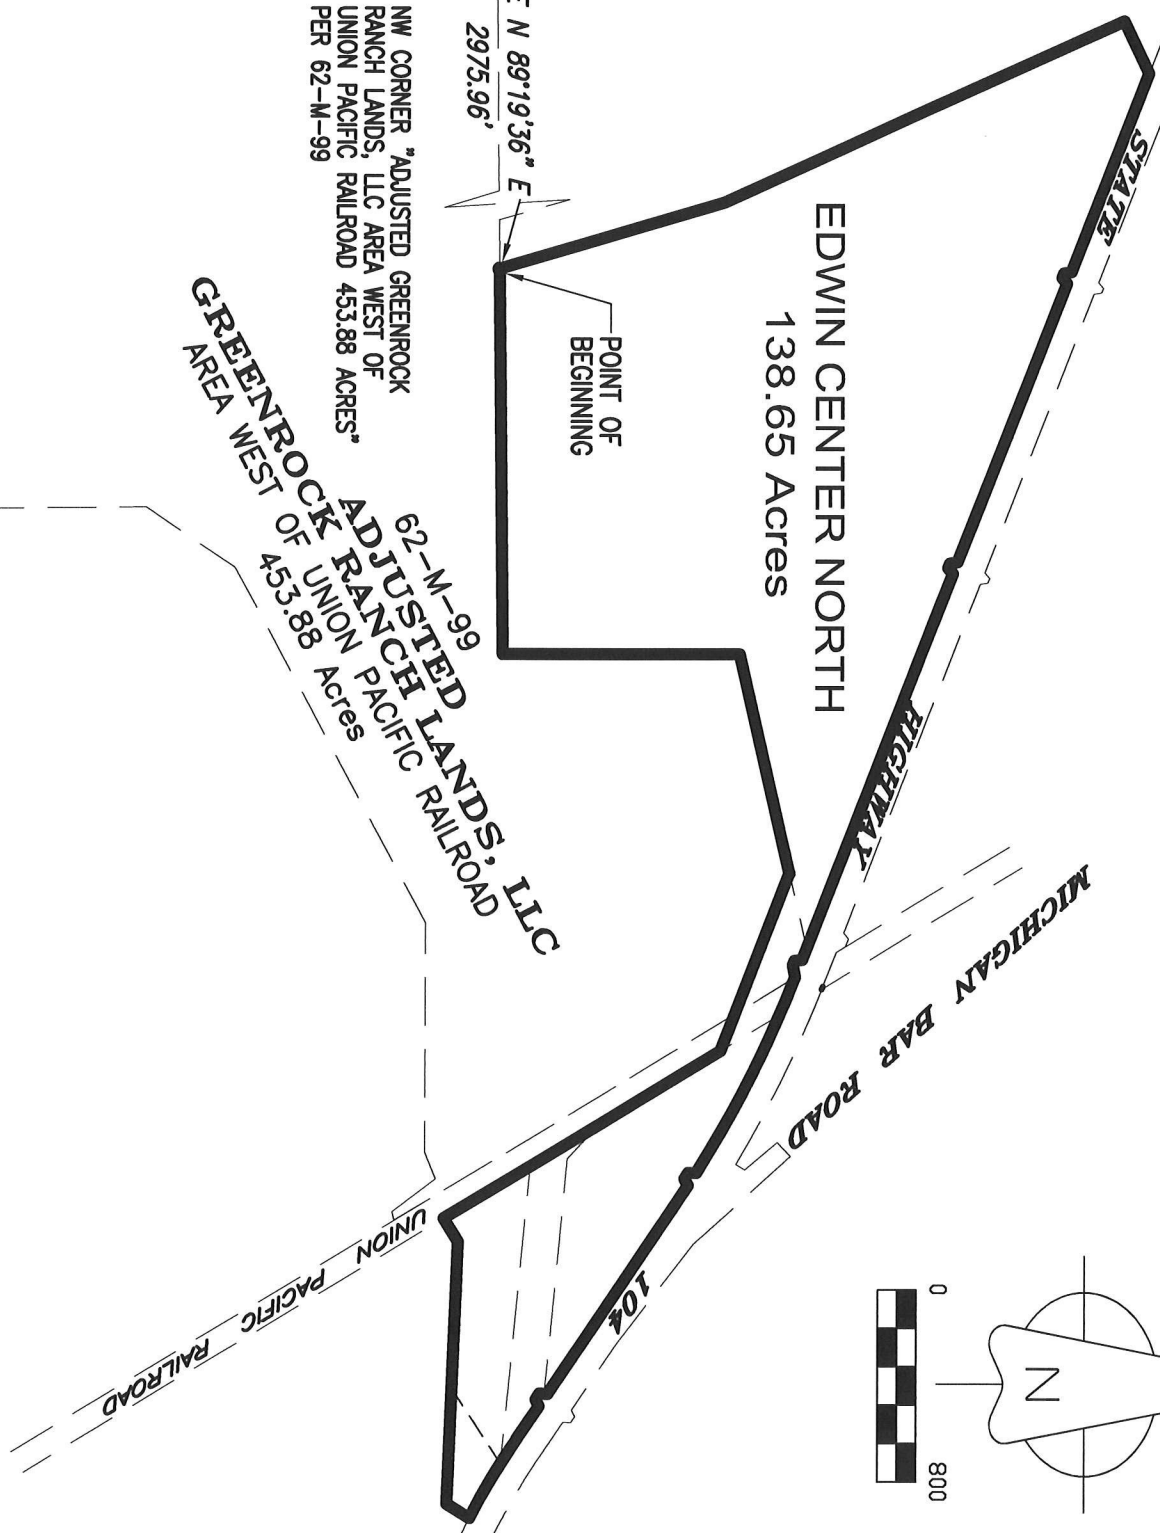 STATE
HIGHWAY
104
MICHIGAN BAR ROAD
EDWIN CENTER NORTH
138.65 Acres
POINT OF
BEGINNING
N 89°19'36" E
2975.96'
NW CORNER "ADJUSTED GREENROCK
RANCH LANDS, LLC AREA WEST OF
UNION PACIFIC RAILROAD 453.88 ACRES"
PER 62-M-99
62-M-99
ADJUSTED
GREENROCK RANCH LANDS, LLC
AREA WEST OF UNION PACIFIC RAILROAD
453.88 Acres
UNION PACIFIC RAILROAD
N
0 800